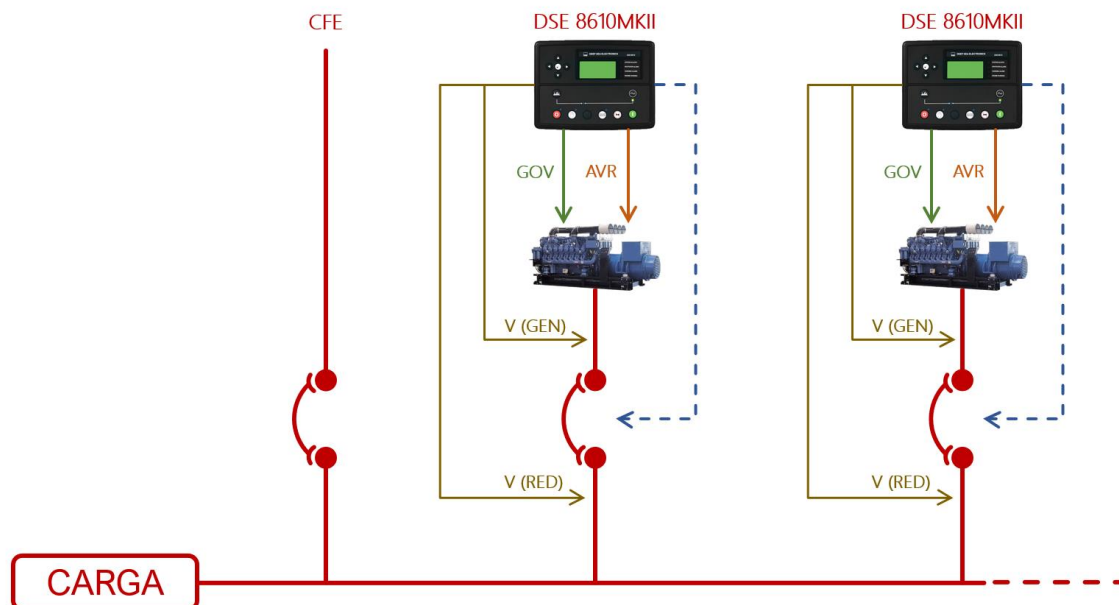 CFE
DSE 8610MKII
DSE 8610MKII
GOV
AVR
GOV
AVR
V (GEN)
V (GEN)
V (RED)
V (RED)
CARGA